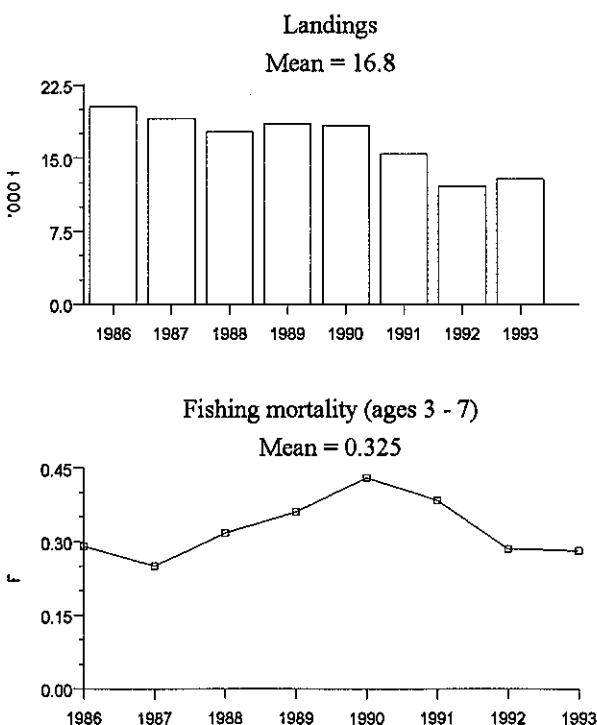 Landings
Mean = 16.8
22.5
15.0
7.5
0.0
'000 t
1986 1987 1988 1989 1990 1991 1992 1993
Fishing mortality (ages 3 - 7)
Mean = 0.325
0.45
0.30
0.15
0.00
F
1986 1987 1988 1989 1990 1991 1992 1993